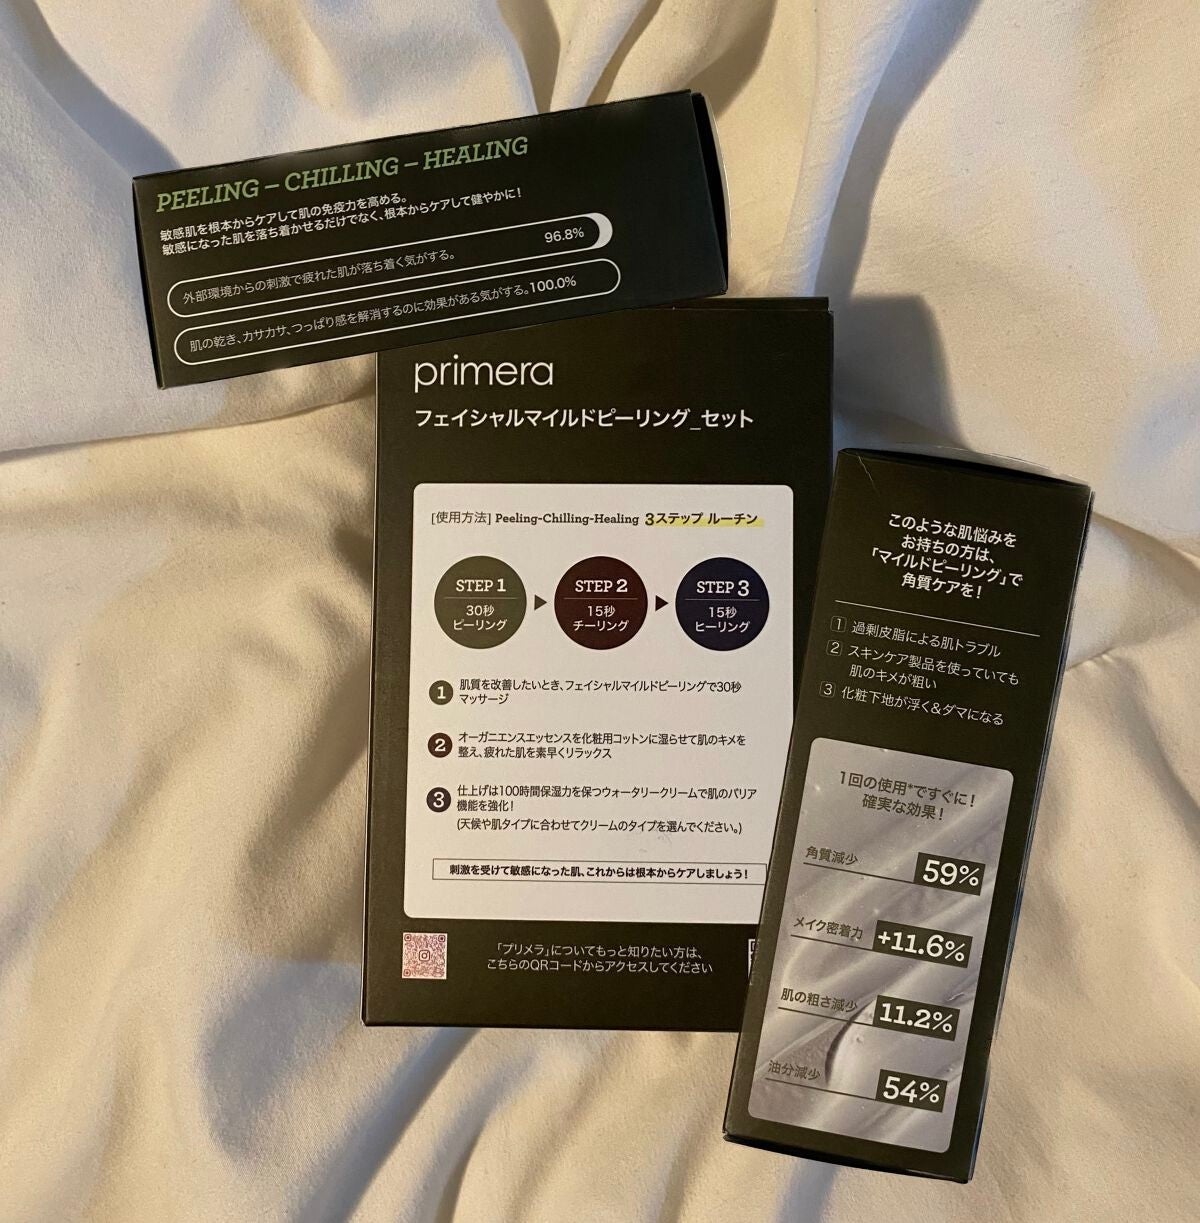 PEELING – CHILLING – HEALING
敏感肌を根本からケアして肌の免疫力を高める。
敏感になった肌を落ち着かせるだけでなく、根本からケアして健やかに！
外部環境からの刺激で疲れた肌が落ち着く気がする。 96.8%
肌の乾き、カサカサ、つっぱり感を解消するのに効果がある気がする。100.0%
primera
フェイシャルマイルドピーリング_セット
[使用方法] Peeling-Chilling-Healing 3ステップ ルーチン
STEP 1
30秒
ピーリング
STEP 2
15秒
チーリング
STEP 3
15秒
ヒーリング
1 肌質を改善したいとき、フェイシャルマイルドピーリングで30秒
マッサージ
2 オーガニエンスエッセンスを化粧用コットンに湿らせて肌のキメを
整え、疲れた肌を素早くリラックス
3 仕上げは100時間保湿力を保つウォータリークリームで肌のバリア
機能を強化！
(天候や肌タイプに合わせてクリームのタイプを選んでください。)
刺激を受けて敏感になった肌、これからは根本からケアしましょう！
「プリメラ」についてもっと知りたい方は、
こちらのQRコードからアクセスしてください
このような肌悩みを
お持ちの方は、
「マイルドピーリング」で
角質ケアを！
1 過剰皮脂による肌トラブル
2 スキンケア製品を使っていても
肌のキメが粗い
3 化粧下地が浮く&ダマになる
1回の使用*ですぐに！
確実な効果！
角質減少 59%
メイク密着力 +11.6%
肌の粗さ減少 11.2%
油分減少 54%